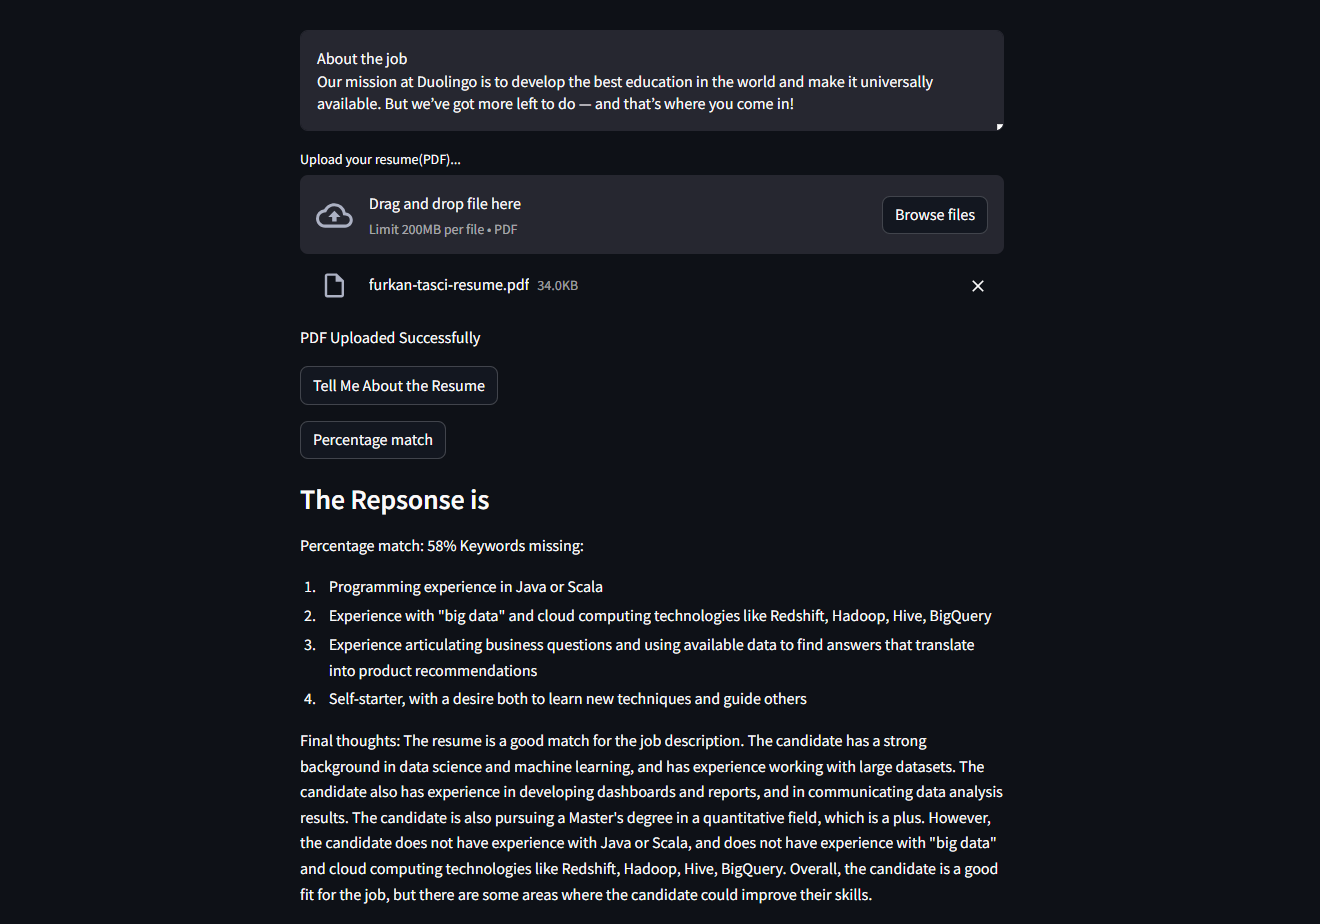 About the job
Our mission at Duolingo is to develop the best education in the world and make it universally
available. But we’ve got more left to do — and that’s where you come in!
Upload your resume(PDF)...
Drag and drop file here
Limit 200MB per file • PDF
Browse files
furkan-tasci-resume.pdf 34.0KB
PDF Uploaded Successfully
Tell Me About the Resume
Percentage match
The Repsonse is
Percentage match: 58% Keywords missing:
1. Programming experience in Java or Scala
2. Experience with "big data" and cloud computing technologies like Redshift, Hadoop, Hive, BigQuery
3. Experience articulating business questions and using available data to find answers that translate
into product recommendations
4. Self-starter, with a desire both to learn new techniques and guide others
Final thoughts: The resume is a good match for the job description. The candidate has a strong
background in data science and machine learning, and has experience working with large datasets. The
candidate also has experience in developing dashboards and reports, and in communicating data analysis
results. The candidate is also pursuing a Master's degree in a quantitative field, which is a plus. However,
the candidate does not have experience with Java or Scala, and does not have experience with "big data"
and cloud computing technologies like Redshift, Hadoop, Hive, BigQuery. Overall, the candidate is a good
fit for the job, but there are some areas where the candidate could improve their skills.